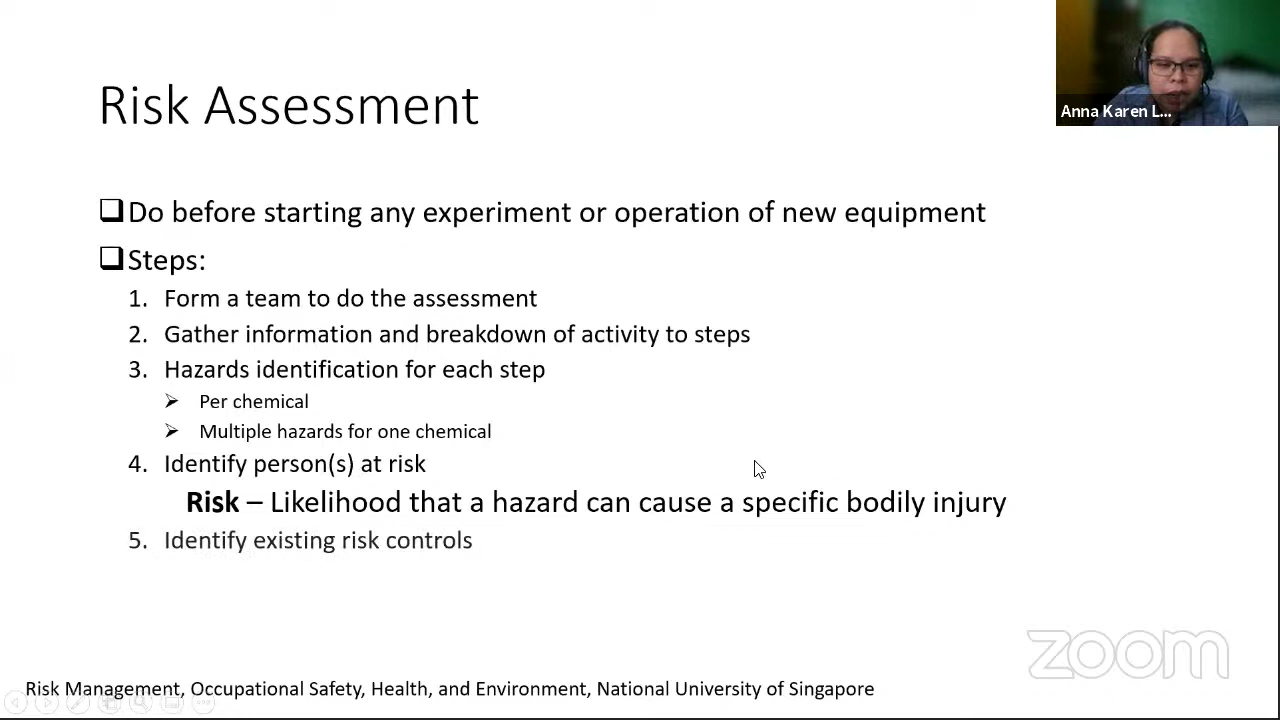 Risk Assessment
Anna Karen L...
❑Do before starting any experiment or operation of new equipment
❑Steps:
1. Form a team to do the assessment
2. Gather information and breakdown of activity to steps
3. Hazards identification for each step
➢ Per chemical
➢ Multiple hazards for one chemical
4. Identify person(s) at risk
Risk – Likelihood that a hazard can cause a specific bodily injury
5. Identify existing risk controls
zoom
Risk Management, Occupational Safety, Health, and Environment, National University of Singapore